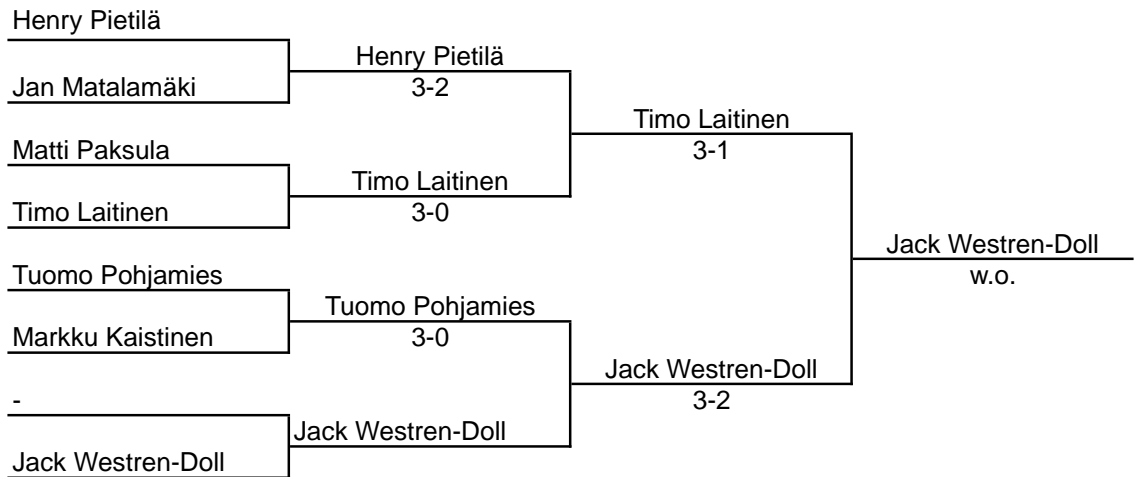 Henry Pietilä
Henry Pietilä
Jan Matalamäki
3-2
Timo Laitinen
Matti Paksula
3-1
Timo Laitinen
Timo Laitinen
3-0
Jack Westren-Doll
Tuomo Pohjamies
w.o.
Tuomo Pohjamies
Markku Kaistinen
3-0
Jack Westren-Doll
-
3-2
Jack Westren-Doll
Jack Westren-Doll